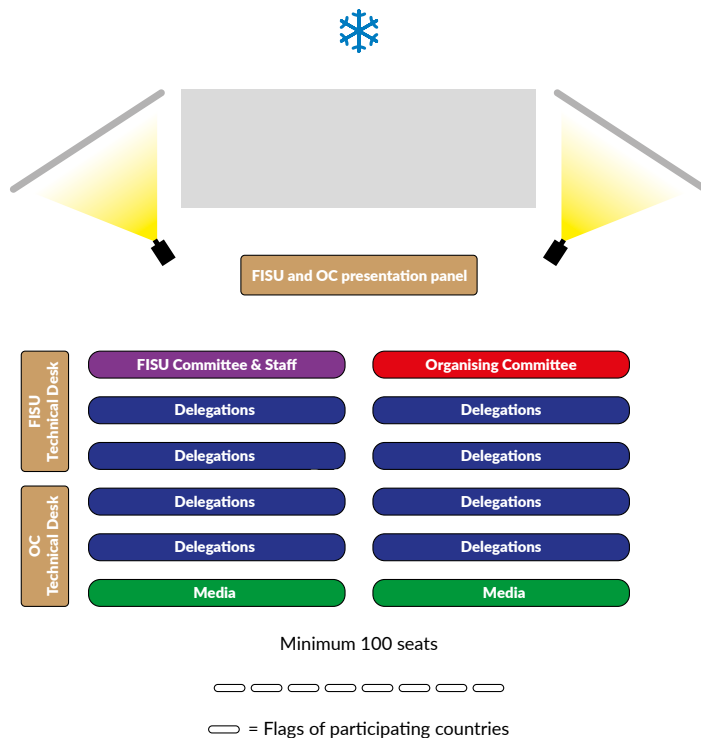 FISU and OC presentation panel
FISU
Technical Desk
FISU Committee & Staff
Organising Committee
Delegations
Delegations
Delegations
Delegations
OC
Technical Desk
Delegations
Delegations
Delegations
Delegations
Media
Media
Minimum 100 seats
= Flags of participating countries